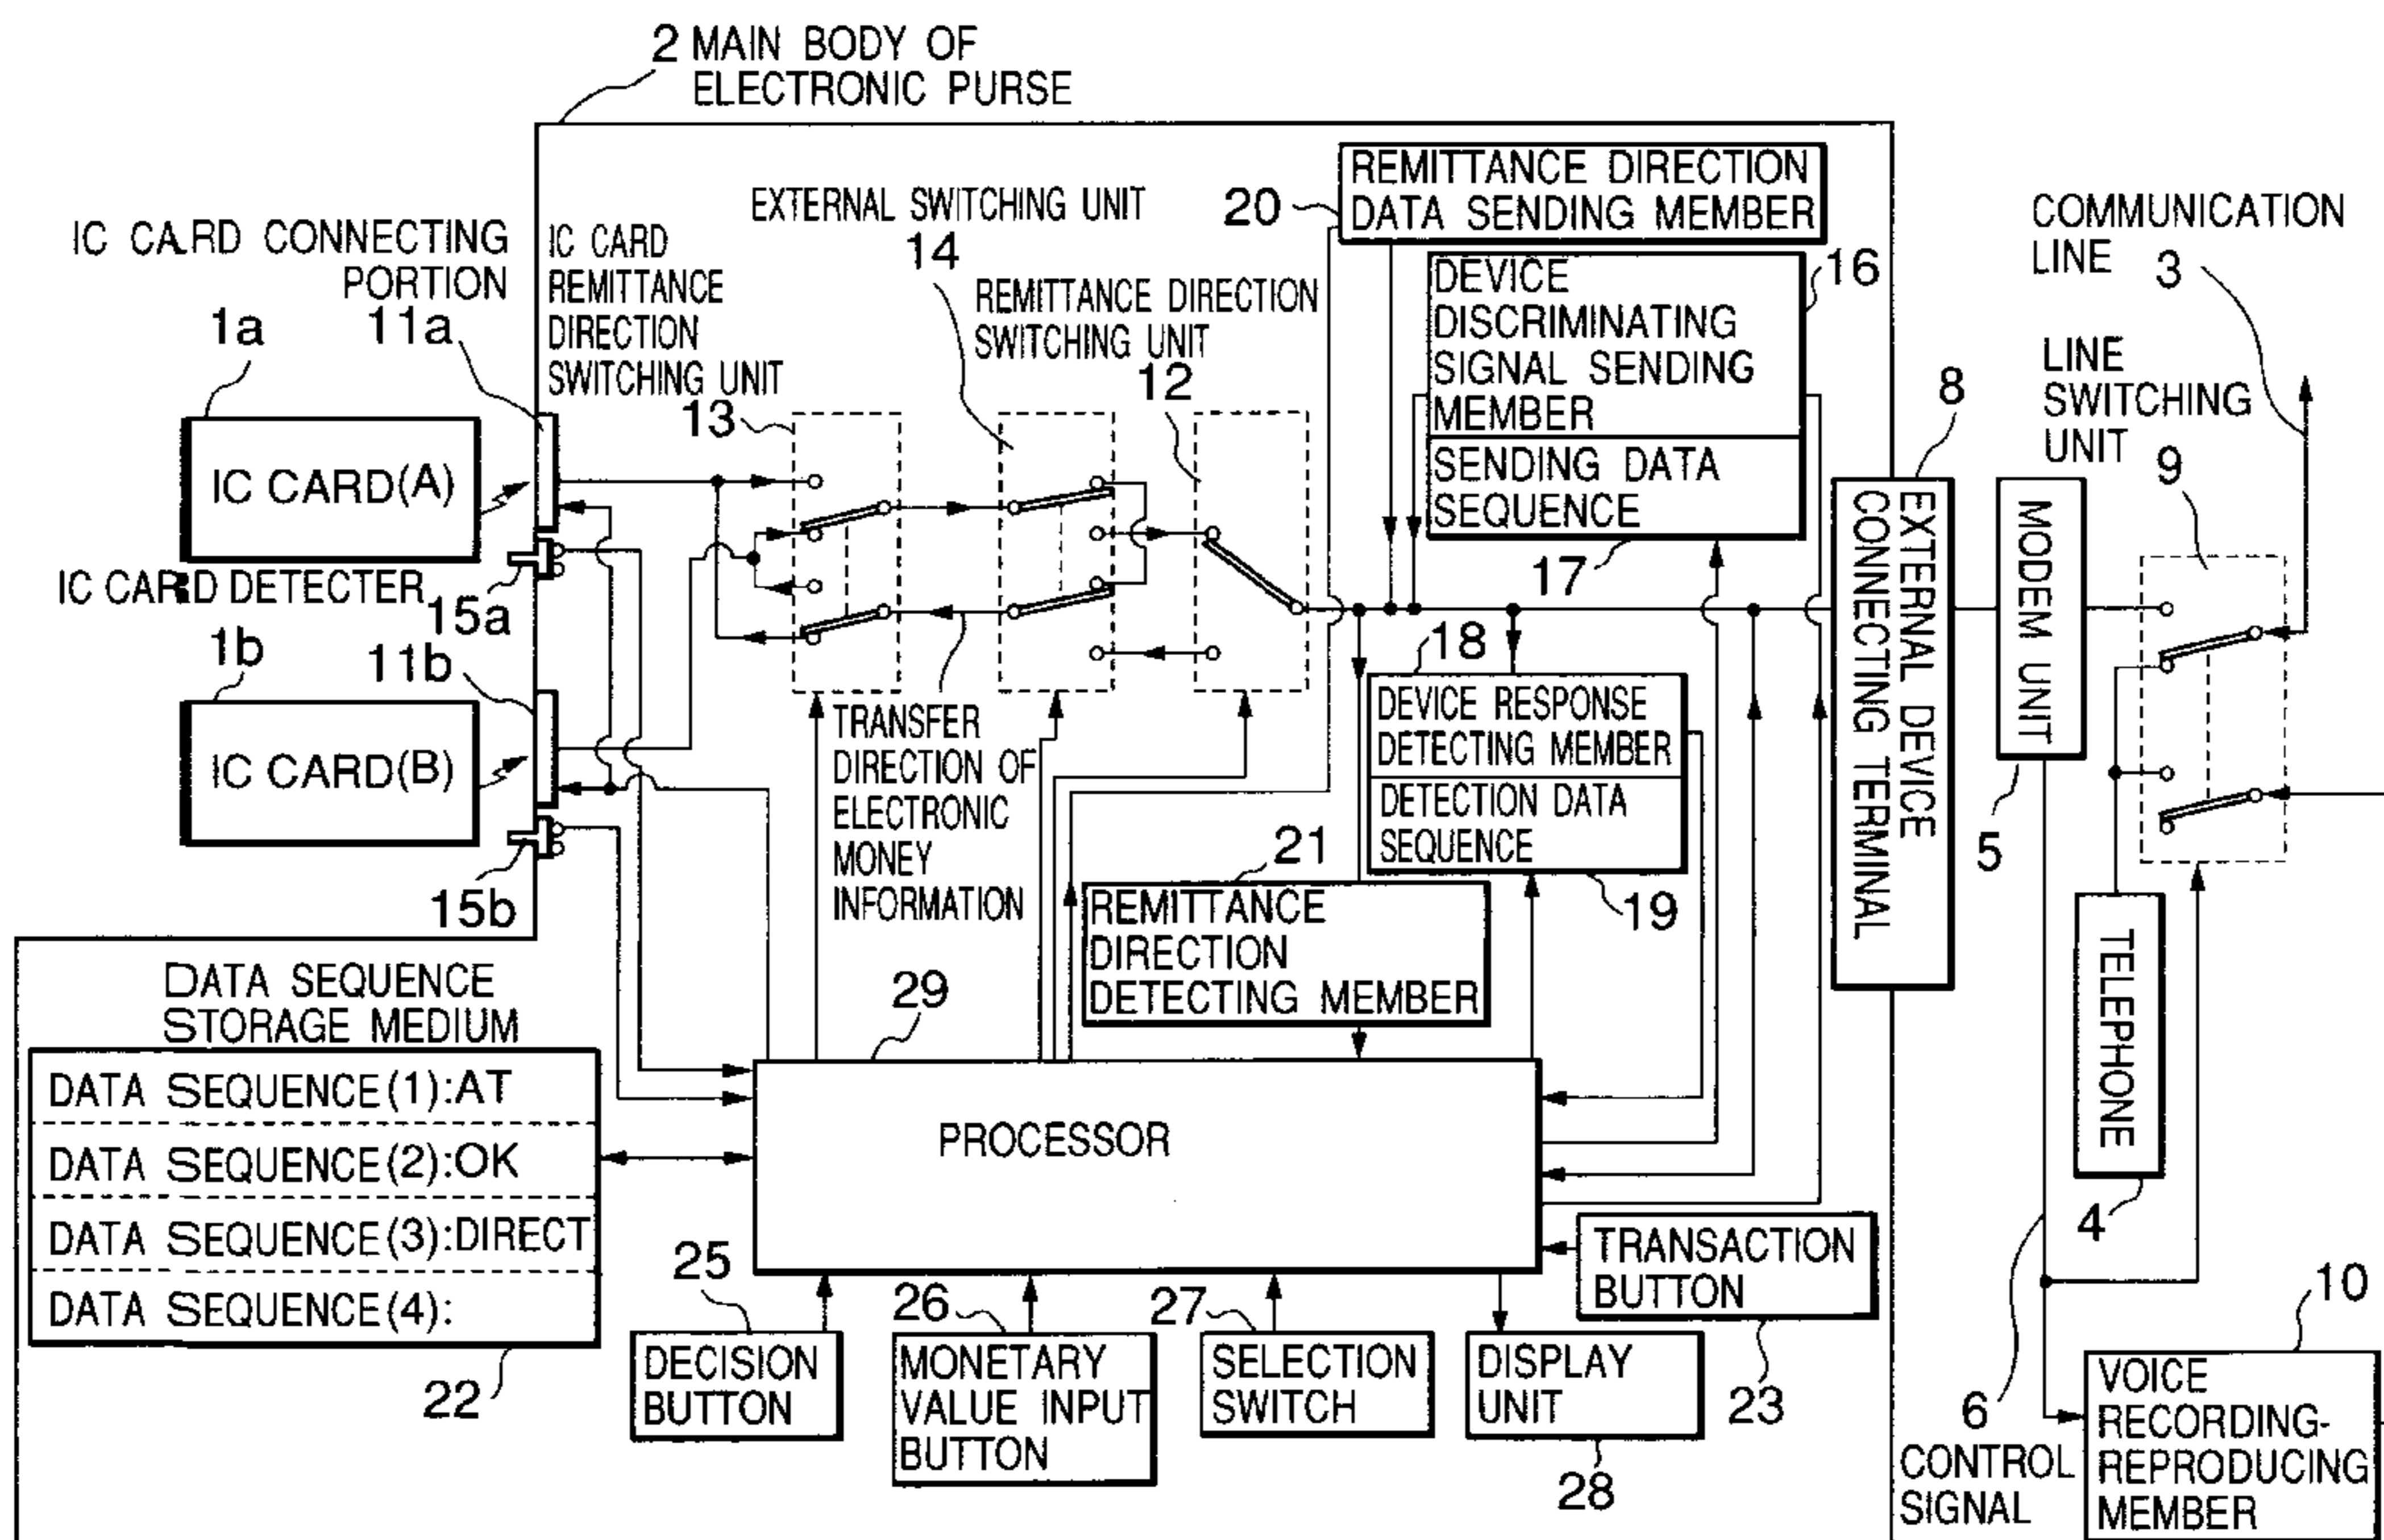 2 MAIN BODY OF
ELECTRONIC PURSE
REMITTANCE DIRECTION
DATA SENDING MEMBER
20
EXTERNAL SWITCHING UNIT
14
COMMUNICATION
LINE 3
IC CARD CONNECTING
PORTION
11a
1a
IC CARD
REMITTANCE
DIRECTION
SWITCHING UNIT
13
REMITTANCE DIRECTION
SWITCHING UNIT
12
DEVICE
DISCRIMINATING
SIGNAL SENDING
MEMBER
16
SENDING DATA
SEQUENCE
17
8
LINE
SWITCHING
UNIT
9
IC CARD(A)
IC CARD DETECTER
15a
1b
11b
IC CARD(B)
15b
18
DEVICE RESPONSE
DETECTING MEMBER
DETECTION DATA
SEQUENCE
19
EXTERNAL DEVICE
CONNECTING TERMINAL
MODEM UNIT
5
TRANSFER
DIRECTION OF
ELECTRONIC
MONEY
INFORMATION
21
REMITTANCE
DIRECTION
DETECTING MEMBER
TELEPHONE
4
DATA SEQUENCE
STORAGE MEDIUM
29
DATA SEQUENCE(1):AT
DATA SEQUENCE(2):OK
DATA SEQUENCE(3):DIRECT
DATA SEQUENCE(4):
22
PROCESSOR
25
DECISION
BUTTON
26
MONETARY
VALUE INPUT
BUTTON
27
SELECTION
SWITCH
DISPLAY
UNIT
28
TRANSACTION
BUTTON
23
6
CONTROL
SIGNAL
10
VOICE
RECORDING-
REPRODUCING
MEMBER